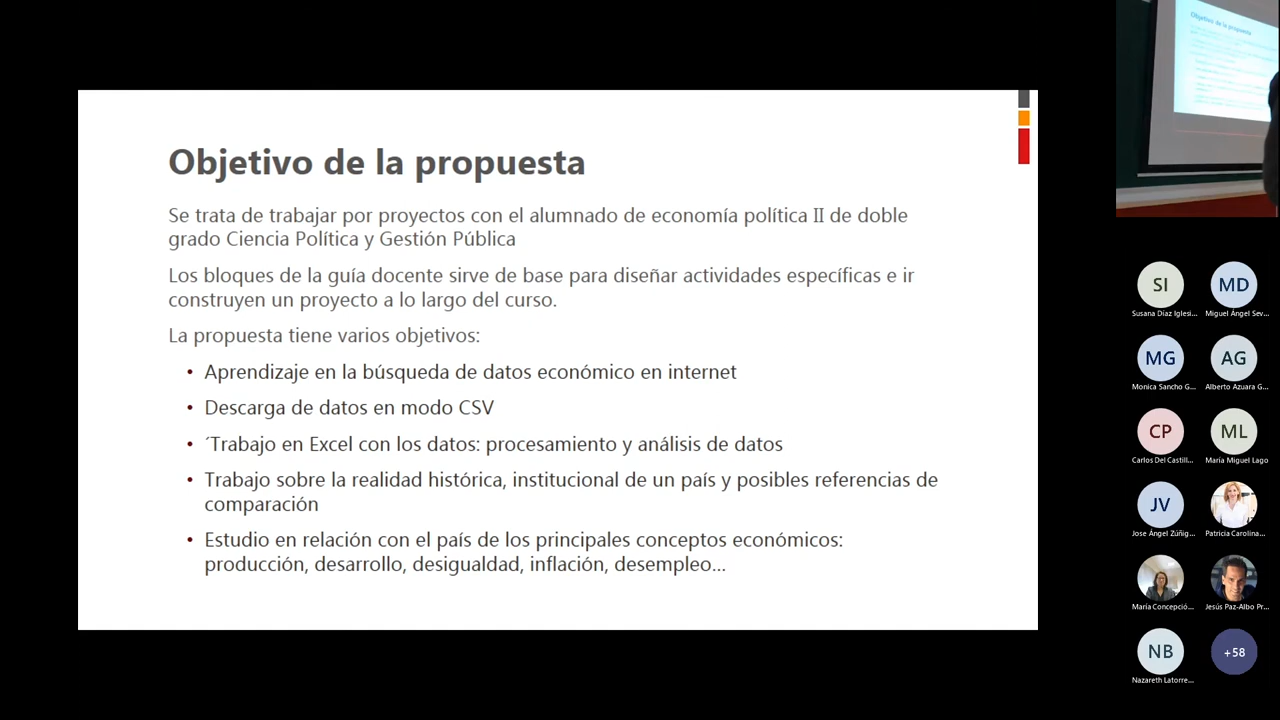 Objetivo de la propuesta
Se trata de trabajar por proyectos con el alumnado de economía política II de doble
grado Ciencia Política y Gestión Pública
Los bloques de la guía docente sirve de base para diseñar actividades específicas e ir
construyen un proyecto a lo largo del curso.
La propuesta tiene varios objetivos:
• Aprendizaje en la búsqueda de datos económico en internet
• Descarga de datos en modo CSV
• ´Trabajo en Excel con los datos: procesamiento y análisis de datos
• Trabajo sobre la realidad histórica, institucional de un país y posibles referencias de
comparación
• Estudio en relación con el país de los principales conceptos económicos:
producción, desarrollo, desigualdad, inflación, desempleo...
Objetivo de la propuesta
SI MD
Susana Díaz Iglesi... Miguel Ángel Sev...
MG AG
Monica Sancho G... Alberto Azuara G...
CP ML
Carlos Del Castill... María Miguel Lago
JV
Jose Ángel Zúñig... Patricia Carolina...
María Concepció... Jesús Paz-Albo Pr...
NB +58
Nazareth Latorre...